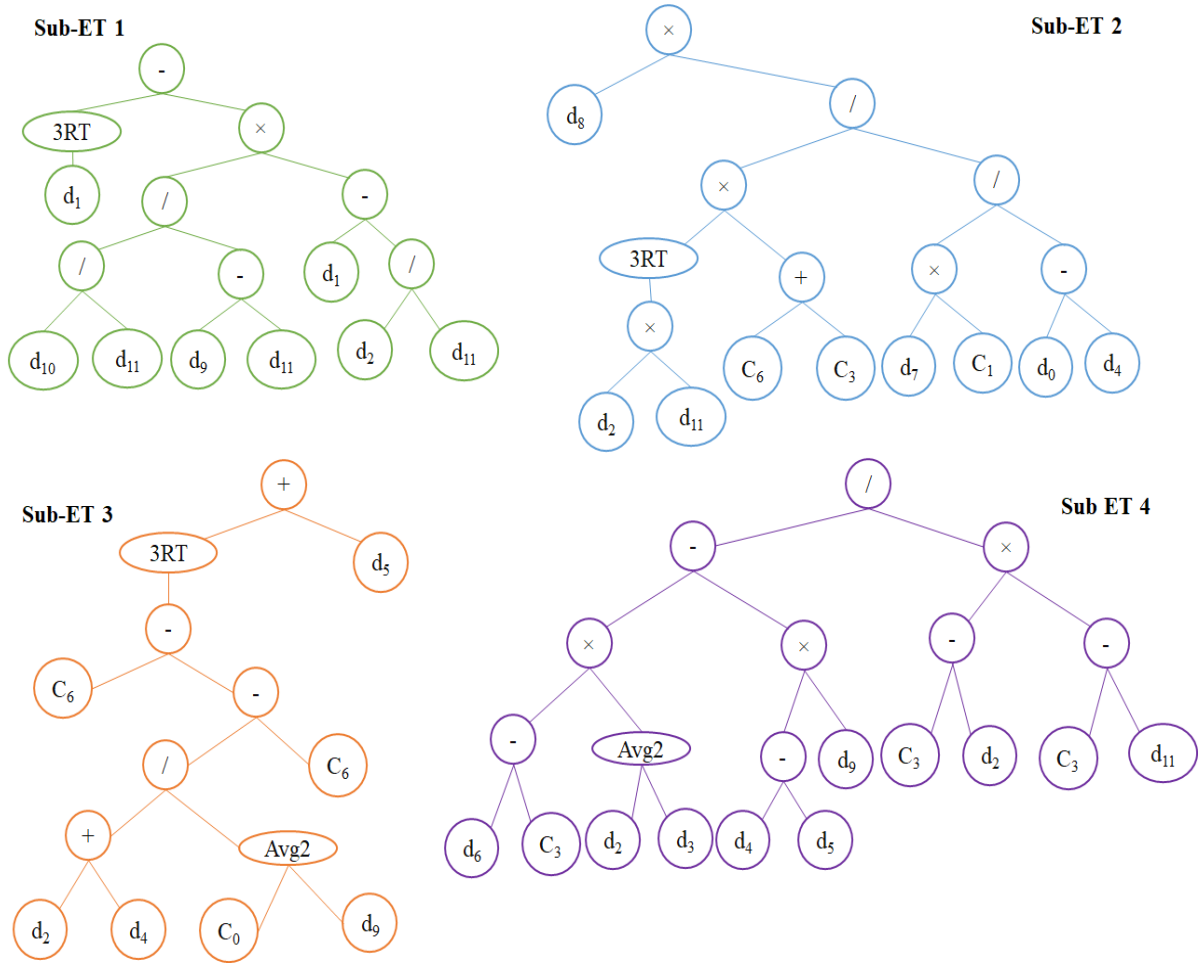 Sub-ET 1
-
3RT
×
d1
/
-
/
-
d1
/
d10
d11
d9
d11
d2
d11
Sub-ET 2
×
d8
/
×
/
3RT
+
×
-
×
C6
C3
d7
C1
d0
d4
d2
d11
Sub-ET 3
+
3RT
d5
-
C6
-
/
C6
+
Avg2
d2
d4
C0
d9
Sub ET 4
/
-
×
×
×
-
-
-
Avg2
-
d9
C3
d2
C3
d11
d6
C3
d2
d3
d4
d5